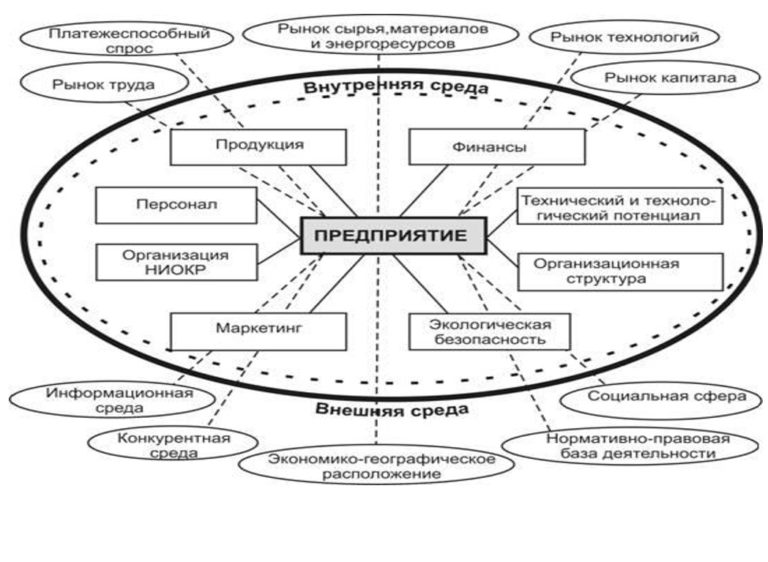 Платежеспособный
спрос
Рынок сырья,материалов
и энергоресурсов
Рынок технологий
Рынок труда
Рынок капитала
Внутренняя среда
Продукция
Финансы
Персонал
Технический и техноло-
гический потенциал
ПРЕДПРИЯТИЕ
Организация
НИОКР
Организационная
структура
Маркетинг
Экологическая
безопасность
Информационная
среда
Внешняя среда
Социальная сфера
Конкурентная
среда
Экономико-географическое
расположение
Нормативно-правовая
база деятельности